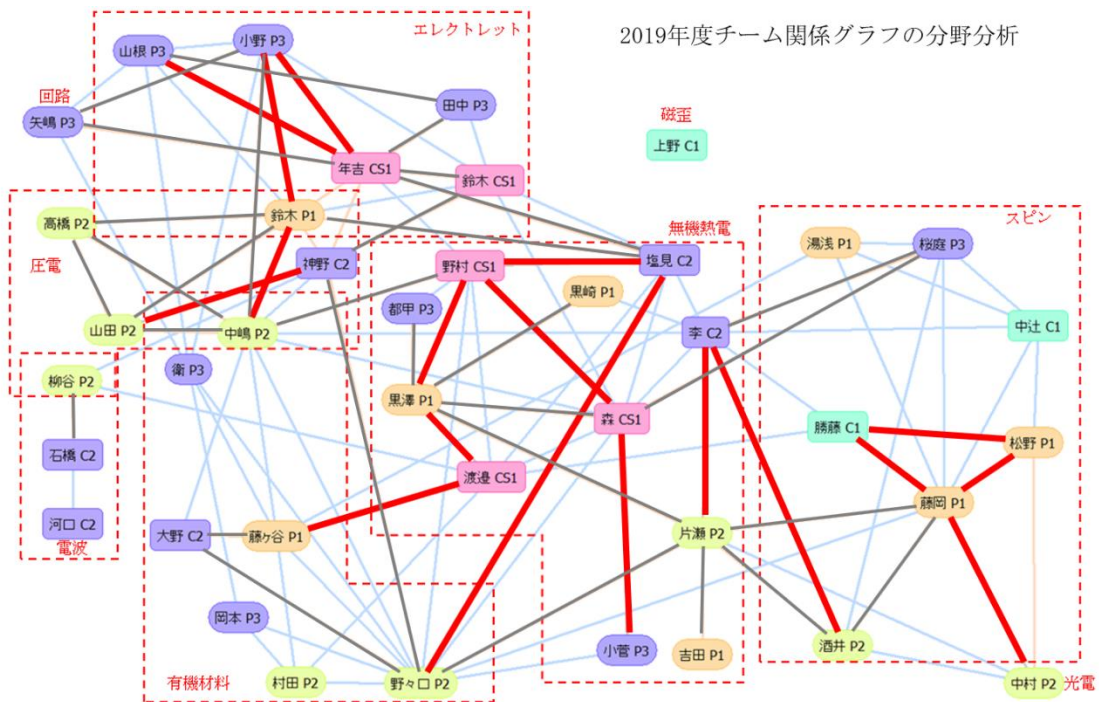 2019年度チーム関係グラフの分野分析
エレクトレット
山根 P3
小野 P3
回路
矢嶋 P3
田中 P3
磁歪
上野 C1
年吉 CS1
鈴木 CS1
圧電
高橋 P2
鈴木 P1
神野 C2
山田 P2
中嶋 P2
無機熱電
野村 CS1
塩見 C2
黒崎 P1
都甲 P3
李 C2
スピン
湯浅 P1
桜庭 P3
中辻 C1
柳谷 P2
衛 P3
黒澤 P1
森 CS1
勝藤 C1
松野 P1
石橋 C2
渡邉 CS1
藤岡 P1
河口 C2
電波
大野 C2
藤ヶ谷 P1
片瀬 P2
岡本 P3
小菅 P3
吉田 P1
酒井 P2
有機材料
村田 P2
野々口 P2
中村 P2
光電